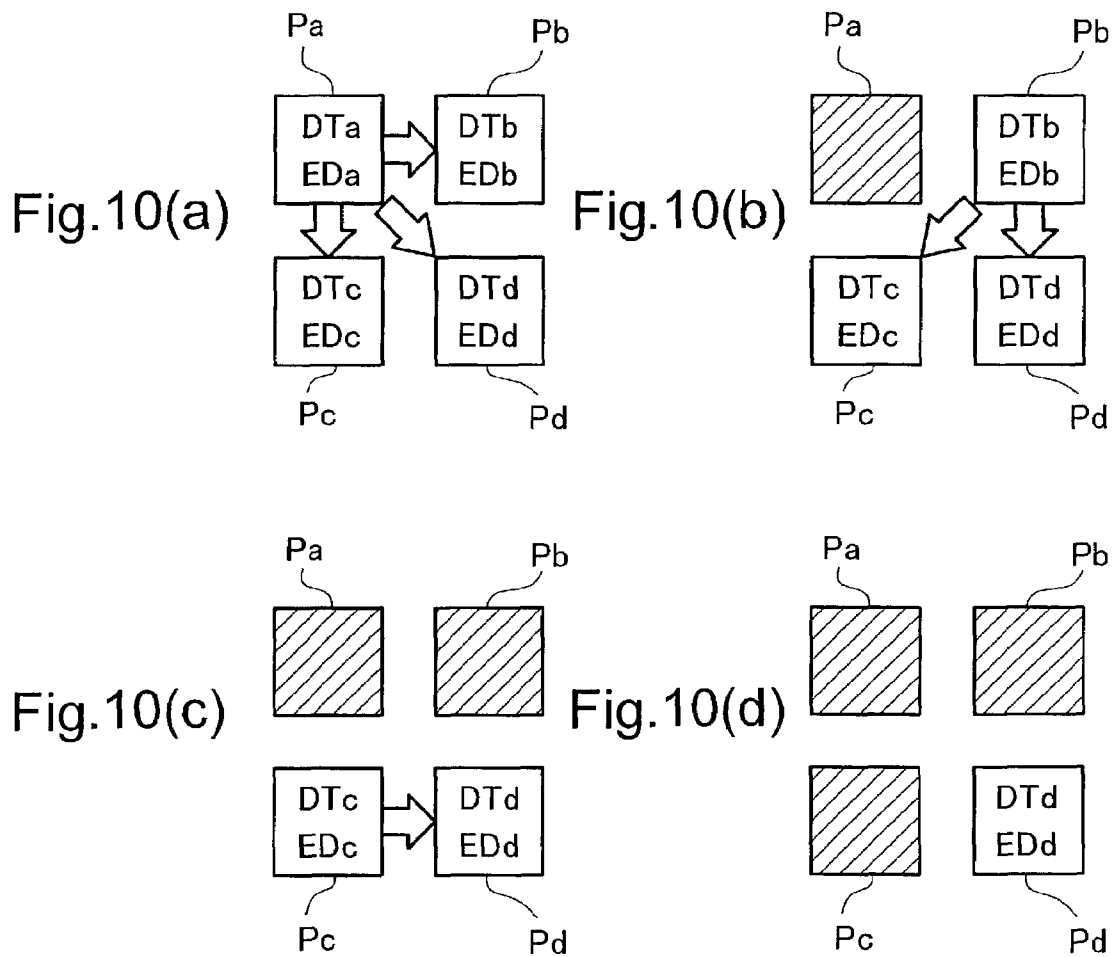 Fig.10(a)
Pa
Pb
DTa
EDa
DTb
EDb
DTc
EDc
DTd
EDd
Pc
Pd
Fig.10(b)
Pa
Pb
DTb
EDb
DTc
EDc
DTd
EDd
Pc
Pd
Fig.10(c)
Pa
Pb
DTc
EDc
DTd
EDd
Pc
Pd
Fig.10(d)
Pa
Pb
DTd
EDd
Pc
Pd